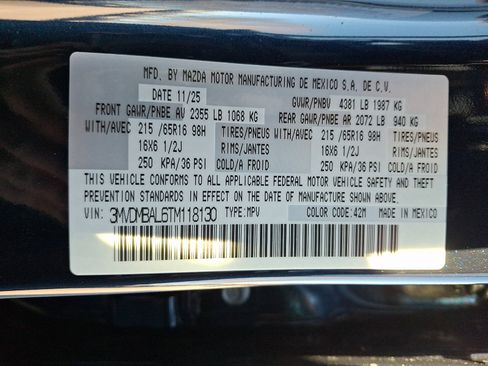 MFD. BY MAZDA MOTOR MANUFACTURING DE MEXICO S.A. DE C.V.
DATE 11/25 GVWR/PNBV 4381 LB 1987 KG
FRONT GAWR/PNBE AV 2355 LB 1068 KG REAR GAWR/PNBE AR 2072 LB 940 KG
WITH/AVEC 215 /65R16 98H TIRES/PNEUS WITH/AVEC 215 /65R16 98H TIRES/PNEUS
16X6 1/2J RIMS/JANTES 16X6 1/2J RIMS/JANTES
250 KPA/36 PSI COLD/A FROID 250 KPA/36 PSI COLD/A FROID
THIS VEHICLE CONFORMS TO ALL APPLICABLE FEDERAL MOTOR VEHICLE SAFETY AND THEFT
PREVENTION STANDARDS IN EFFECT ON THE DATE OF MANUFACTURE SHOWN ABOVE.
VIN: 3MVDMBAL6TM118130 TYPE: MPV COLOR CODE: 42M MADE IN MEXICO